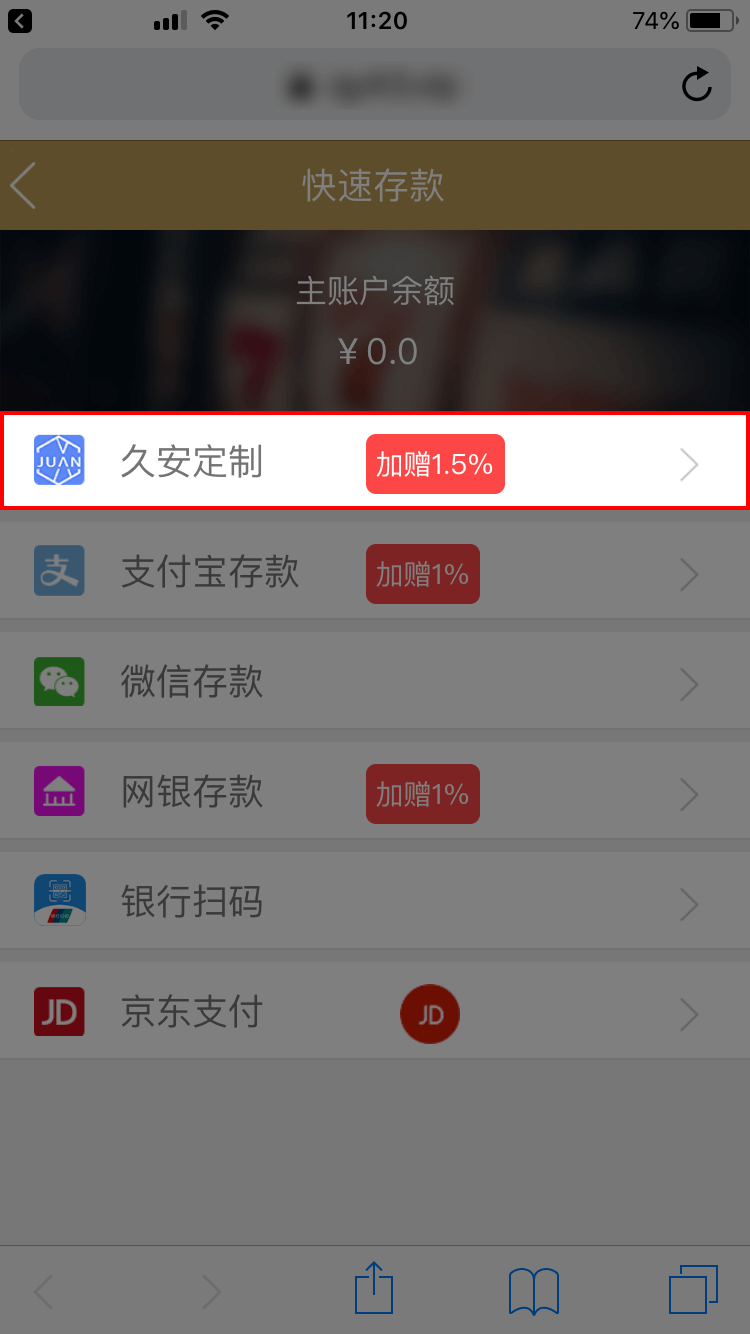 11:20
74%
快速存款
主账户余额
¥ 0.0
JUAN 久安定制 加赠1.5%
支 支付宝存款 加赠1%
微信存款
网银存款 加赠1%
银行扫码
JD 京东支付 JD